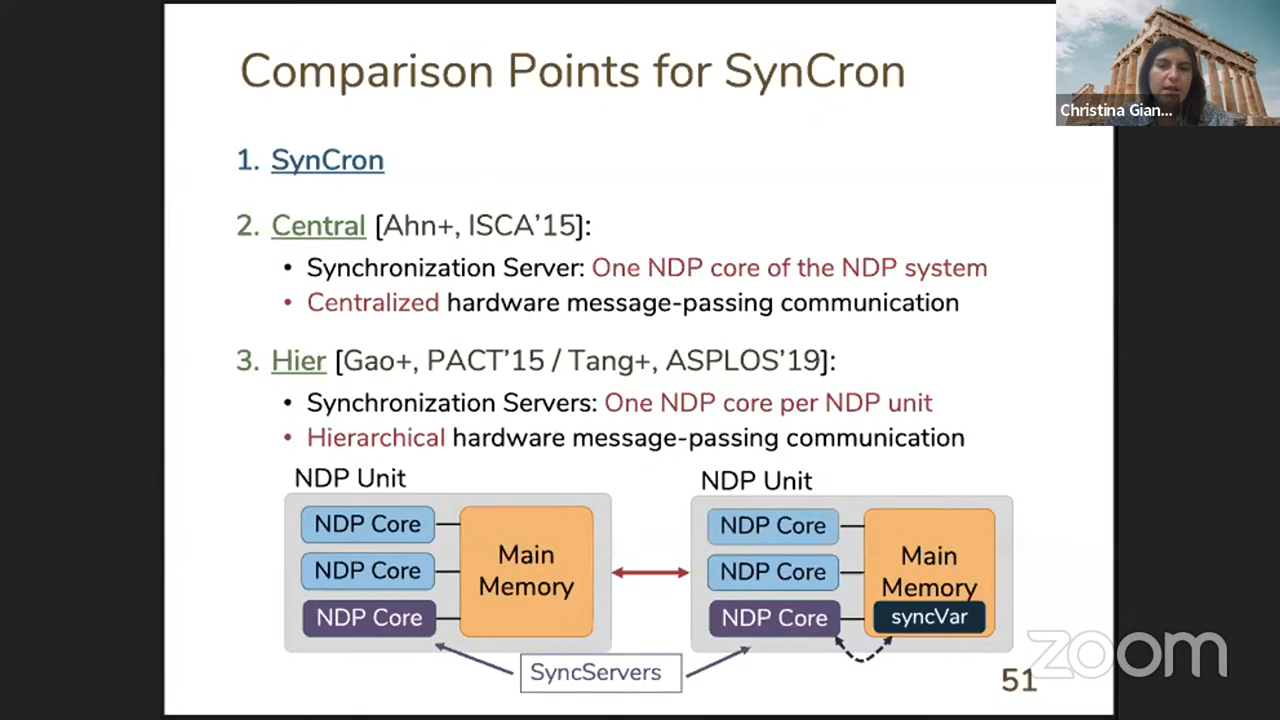 Comparison Points for SynCron
Christina Gian...
1. SynCron
2. Central [Ahn+, ISCA'15]:
• Synchronization Server: One NDP core of the NDP system
• Centralized hardware message-passing communication
3. Hier [Gao+, PACT'15 / Tang+, ASPLOS'19]:
• Synchronization Servers: One NDP core per NDP unit
• Hierarchical hardware message-passing communication
NDP Unit
NDP Core
NDP Core
NDP Core
Main
Memory
NDP Unit
NDP Core
NDP Core
NDP Core
Main
Memory
syncVar
SyncServers
51
zoom